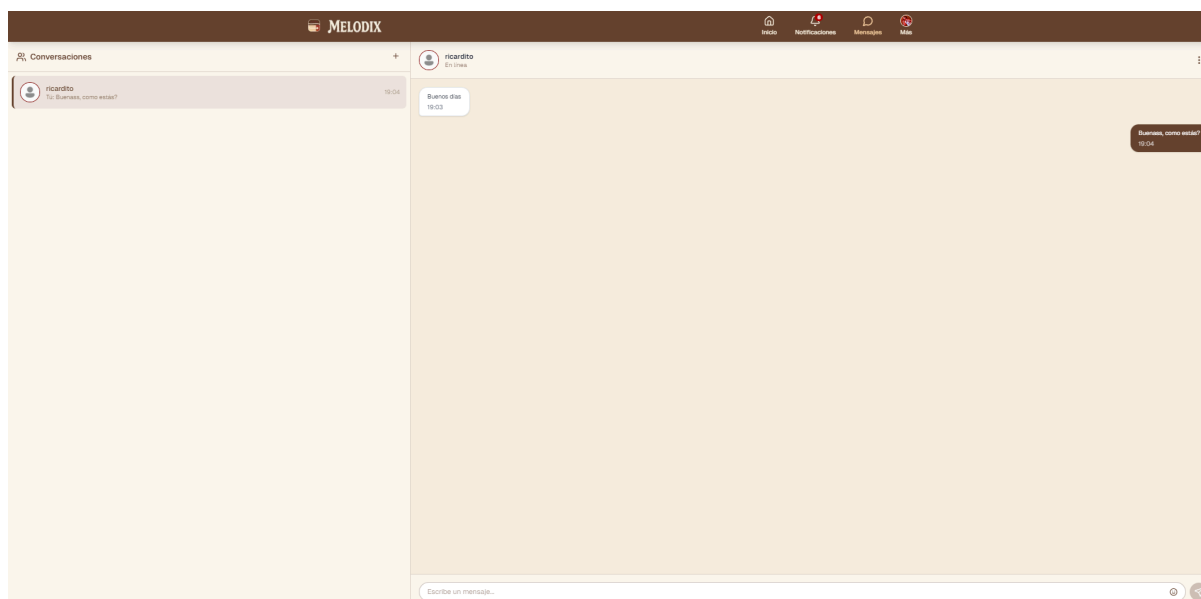 MELODIX
Inicio
Notificaciones
Mensajes
Más
Conversaciones
+
ricardito
Tú: Buenass, como estás?
19:04
ricardito
En línea
Buenos días
19:03
Buenass, como estás?
19:04
Escribe un mensaje...